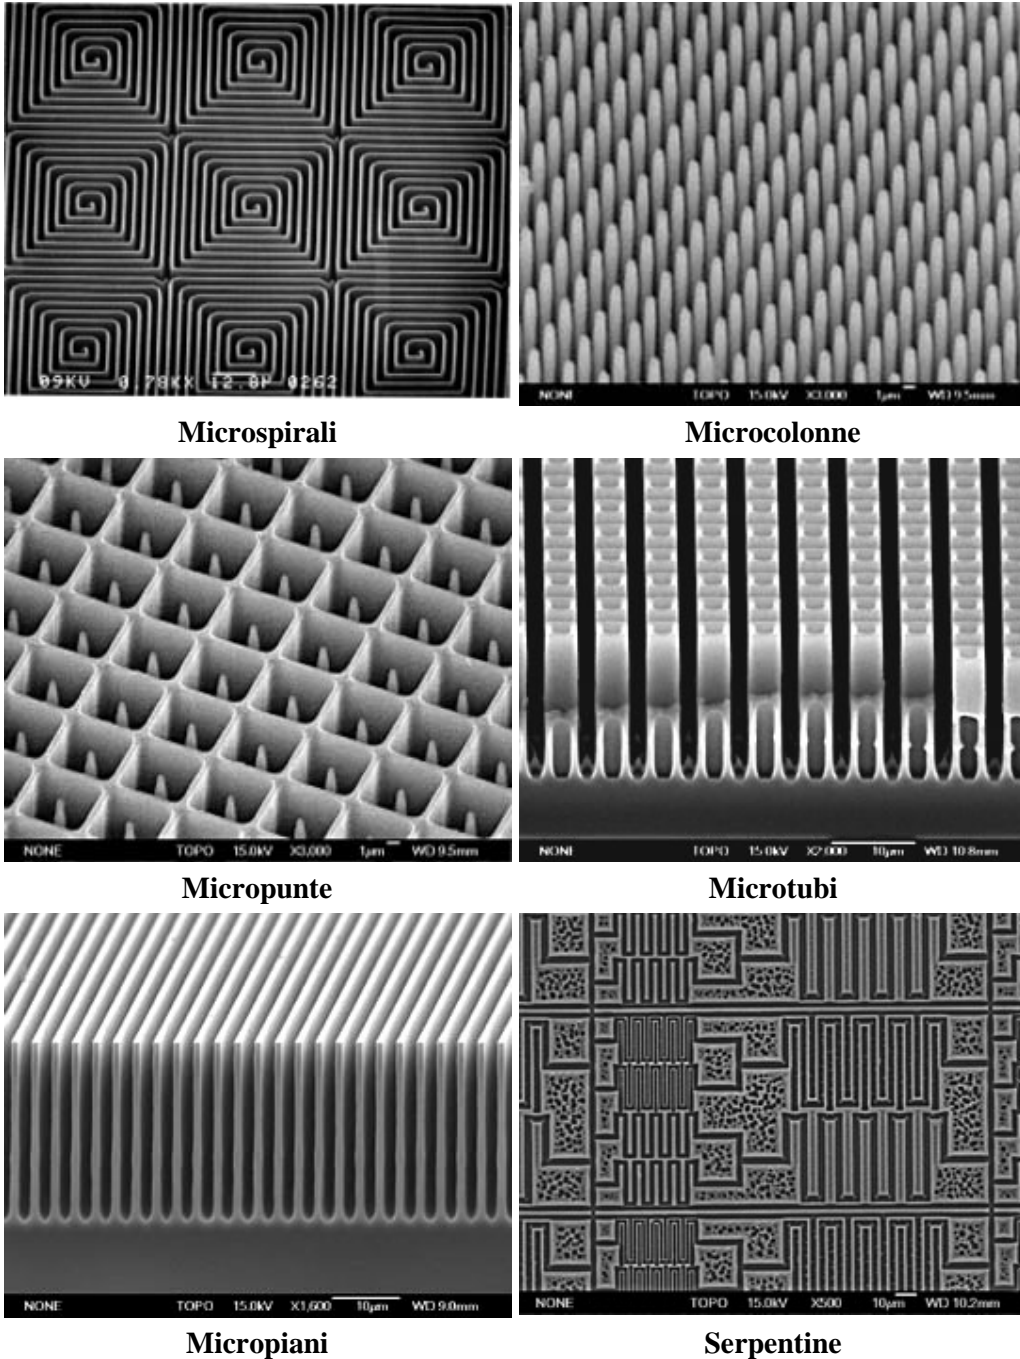 09KV 0.78KX 12.8P 0262
NONE TOPO 15.0kV X3,000 1µm WD 9.5mm
Microspirali
Microcolonne
NONE TOPO 15.0kV X3,000 1µm WD 9.5mm
NONE TOPO 15.0kV X2,000 10µm WD 10.8mm
Micropunte
Microtubi
NONE TOPO 15.0kV X1,600 10µm WD 9.0mm
NONE TOPO 15.0kV X500 10µm WD 10.2mm
Micropiani
Serpentine